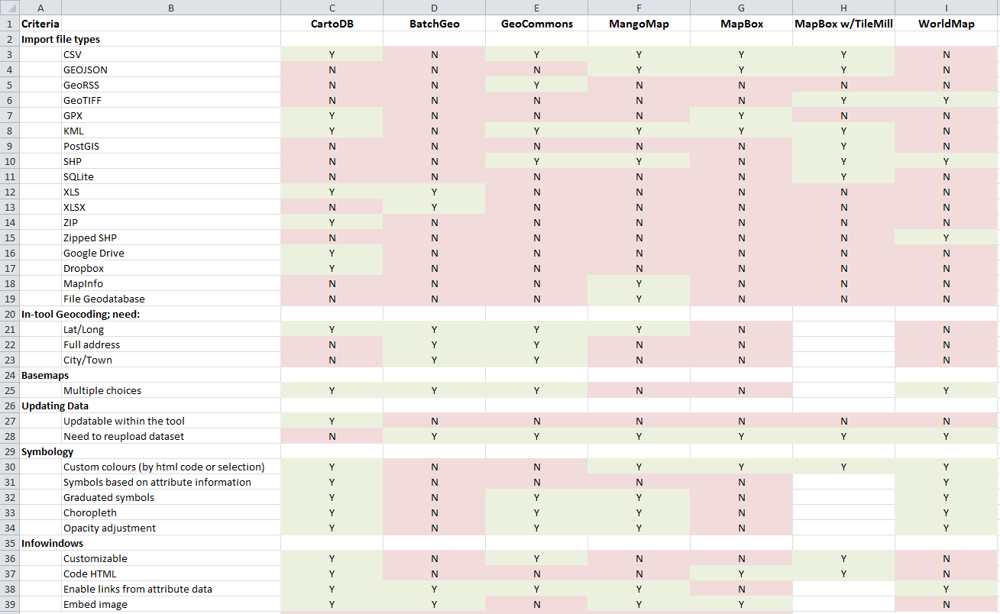 A B C D E F G H I
1 Criteria CartoDB BatchGeo GeoCommons MangoMap MapBox MapBox w/TileMill WorldMap
2 Import file types
3 CSV Y N Y Y Y Y N
4 GEOJSON N N N Y Y Y N
5 GeoRSS N N Y N N N N
6 GeoTIFF N N N N N Y Y
7 GPX Y N N N Y N N
8 KML Y N Y Y Y Y N
9 PostGIS N N N N N Y N
10 SHP N N Y Y N Y Y
11 SQLite N N N N N Y N
12 XLS Y Y N N N N N
13 XLSX N Y N N N N N
14 ZIP Y N N N N N N
15 Zipped SHP N N N N N N Y
16 Google Drive Y N N N N N N
17 Dropbox Y N N N N N N
18 MapInfo N N N Y N N N
19 File Geodatabase N N N Y N N N
20 In-tool Geocoding; need:
21 Lat/Long Y Y Y Y N N
22 Full address N Y Y N N N
23 City/Town N Y Y N N N
24 Basemaps
25 Multiple choices Y Y Y N N Y
26 Updating Data
27 Updatable within the tool Y N N N N N N
28 Need to reupload dataset N Y Y Y Y Y Y
29 Symbology
30 Custom colours (by html code or selection) Y N N Y Y Y Y
31 Symbols based on attribute information Y N N N N Y
32 Graduated symbols Y N Y Y N Y
33 Choropleth Y N Y Y N Y
34 Opacity adjustment Y N Y Y N Y
35 Infowindows
36 Customizable Y N Y N N Y N
37 Code HTML Y N N N Y Y N
38 Enable links from attribute data Y Y Y Y N Y
39 Embed image Y Y N Y Y N